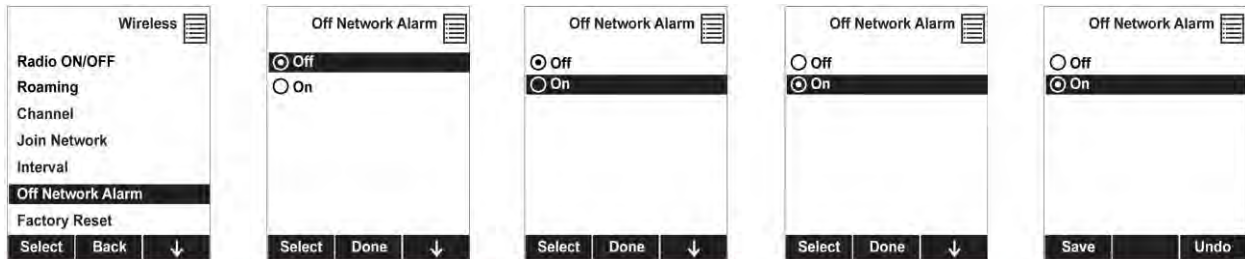 Wireless
Radio ON/OFF
Roaming
Channel
Join Network
Interval
Off Network Alarm
Factory Reset
Select Back ↓
Off Network Alarm
Off
On
Select Done ↓
Off Network Alarm
Off
On
Select Done ↓
Off Network Alarm
Off
On
Select Done ↓
Off Network Alarm
Off
On
Save Undo